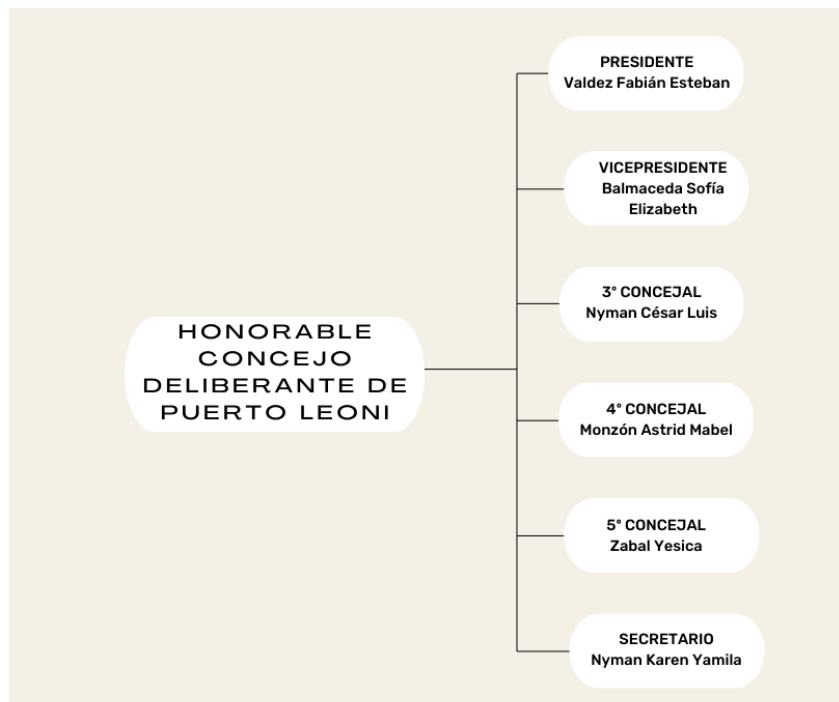 HONORABLE
CONCEJO
DELIBERANTE DE
PUERTO LEONI
PRESIDENTE
Valdez Fabián Esteban
VICEPRESIDENTE
Balmaceda Sofía
Elizabeth
3° CONCEJAL
Nyman César Luis
4° CONCEJAL
Monzón Astrid Mabel
5° CONCEJAL
Zabal Yesica
SECRETARIO
Nyman Karen Yamila